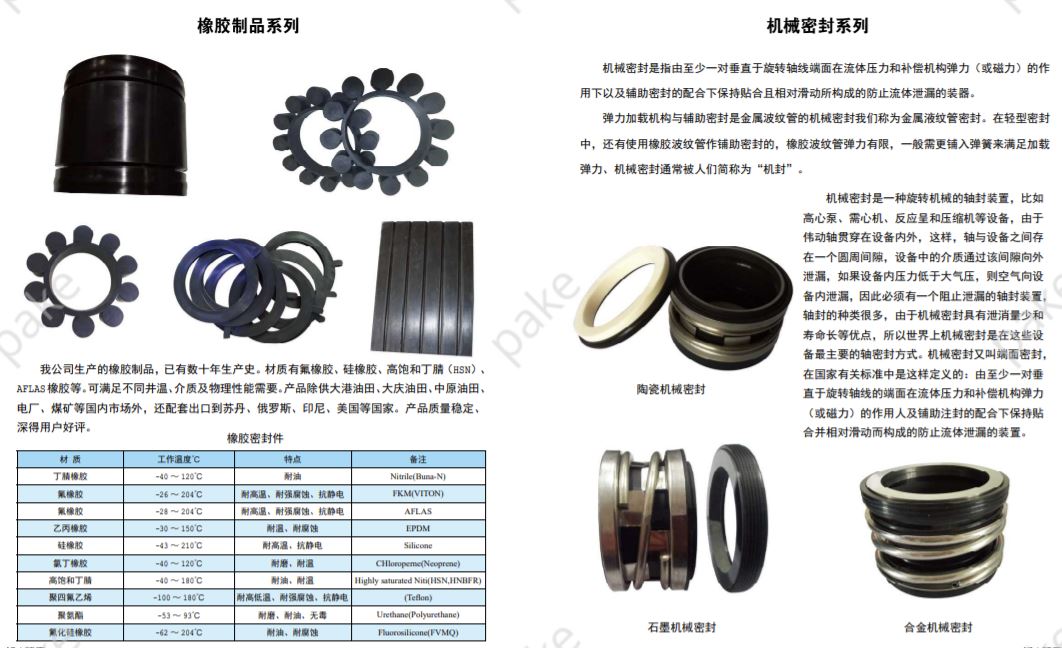 橡胶制品系列
我公司生产的橡胶制品，已有数十年生产史。材质有氟橡胶、硅橡胶、高饱和丁腈（HSN）、
AFLAS橡胶等。可满足不同井温、介质及物理性能需要。产品除供大港油田、大庆油田、中原油田、
电厂、煤矿等国内市场外，还配套出口到苏丹、俄罗斯、印尼、美国等国家。产品质量稳定、
深得用户好评。
橡胶密封件
材 质 工作温度℃ 特点 备注
丁腈橡胶 -40～120℃ 耐油 Nitrile(Buna-N)
氟橡胶 -26～204℃ 耐高温、耐强腐蚀、抗静电 FKM(VITON)
氟橡胶 -28～204℃ 耐高温、耐强腐蚀、抗静电 AFLAS
乙丙橡胶 -30～150℃ 耐温、耐腐蚀 EPDM
硅橡胶 -43～210℃ 耐高温、抗静电 Silicone
氯丁橡胶 -40～120℃ 耐磨、耐温 CHloropeme(Neoprene)
高饱和丁腈 -40～180℃ 耐油、耐温 Highly saturated Niti(HSN,HNBFR)
聚四氟乙烯 -100～180℃ 耐高低温、耐强腐蚀、抗静电 (Teflon)
聚氨酯 -53～93℃ 耐磨、耐油、无毒 Urethane(Polyurethane)
氟化硅橡胶 -62～204℃ 耐油、耐腐蚀 Fluorosilicone(FVMQ)
机械密封系列
机械密封是指由至少一对垂直于旋转轴线端面在流体压力和补偿机构弹力（或磁力）的作
用下以及辅助密封的配合下保持贴合且相对滑动所构成的防止流体泄漏的装器。
弹力加载机构与辅助密封是金属波纹管的机械密封我们称为金属液纹管密封。在轻型密封
中，还有使用橡胶波纹管作铺助密封的，橡胶波纹管弹力有限，一般需更铺入弹簧来满足加载
弹力、机械密封通常被人们简称为“机封”。
机械密封是一种旋转机械的轴封装置，比如
高心泵、需心机、反应呈和压缩机等设备，由于
伟动轴贯穿在设备内外，这样，轴与设备之间存
在一个圆周间隙，设备中的介质通过该间隙向外
泄漏，如果设备内压力低于大气压，则空气向设
备内泄漏，因此必须有一个阻止泄漏的轴封装置，
轴封的种类很多，由于机械密封具有泄消量少和
寿命长等优点，所以世界上机械密封是在这些设
备最主要的轴密封方式。机械密封又叫端面密封，
在国家有关标准中是这样定义的：由至少一对垂
直于旋转轴线的端面在流体压力和补偿机构弹力
（或磁力）的作用人及铺助注封的配合下保持贴
合并相对滑动而构成的防止流体泄漏的装置。
陶瓷机械密封
石墨机械密封
合金机械密封
pake
pake
pake